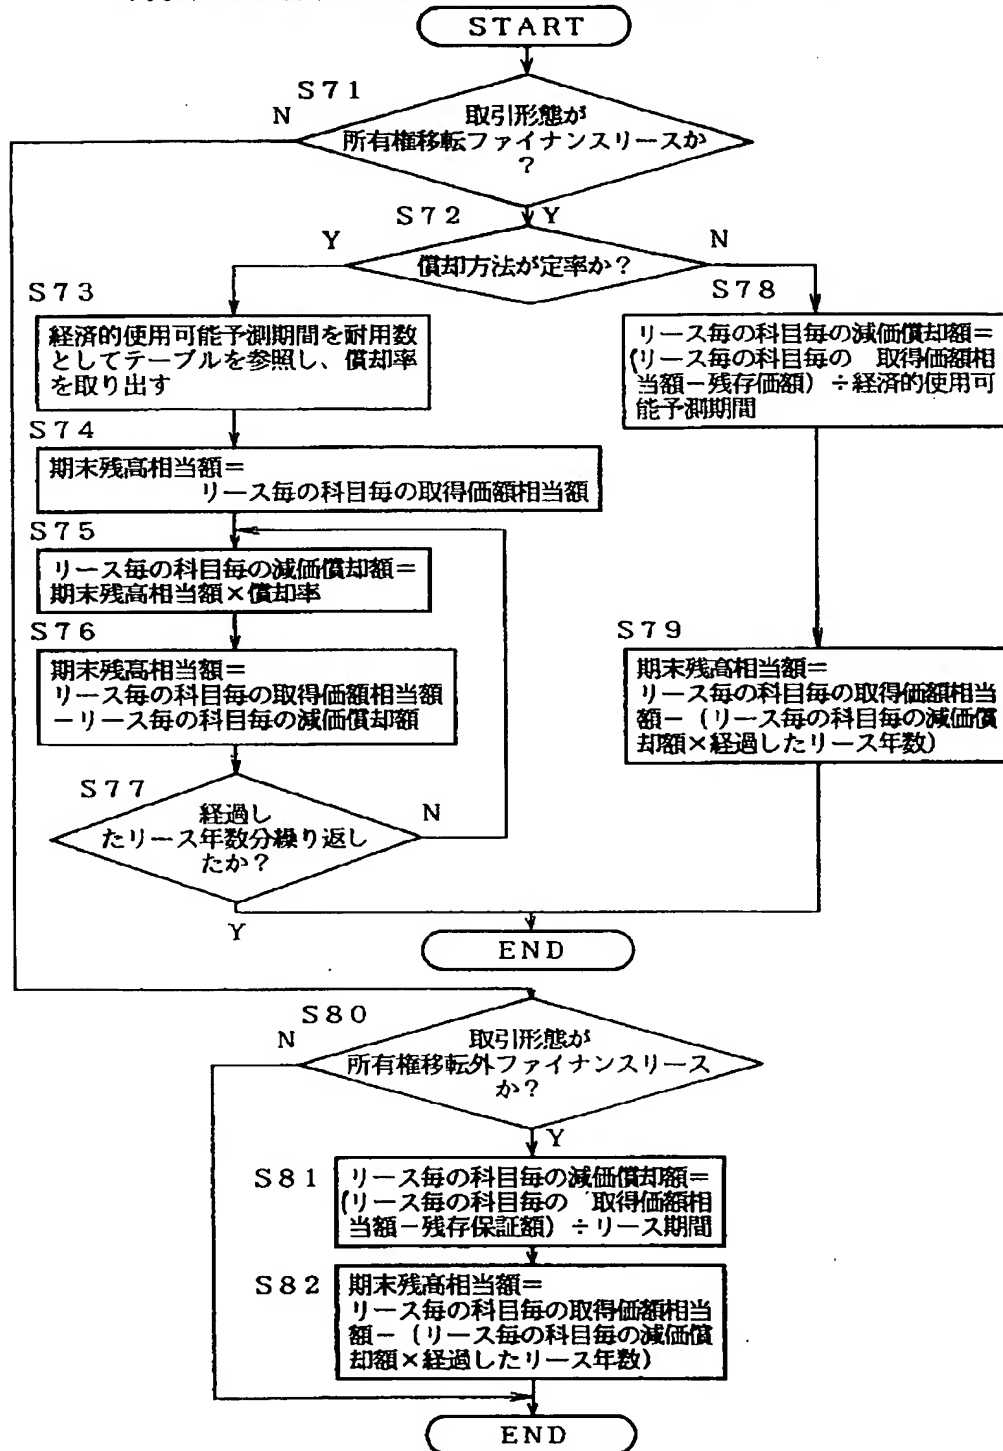 START
S71
N
取引形態が
所有権移転ファイナンスリースか
?
S72
Y
Y
償却方法が定率か?
N
S73
経済的使用可能予測期間を耐用数
としてテーブルを参照し、償却率
を取り出す
S78
リース毎の科目毎の減価償却額=
(リース毎の科目毎の 取得価額相
当額-残存価額)÷経済的使用可
能予測期間
S74
期末残高相当額=
リース毎の科目毎の取得価額相当額
S75
リース毎の科目毎の減価償却額=
期末残高相当額×償却率
S76
期末残高相当額=
リース毎の科目毎の取得価額相当額
-リース毎の科目毎の減価償却額
S79
期末残高相当額=
リース毎の科目毎の取得価額相当
額-(リース毎の科目毎の減価償
却額×経過したリース年数)
S77
経過し
たリース年数分繰り返し
たか?
N
Y
END
S80
N
取引形態が
所有権移転外ファイナンスリース
か?
Y
S81
リース毎の科目毎の減価償却額=
(リース毎の科目毎の 取得価額相
当額-残存保証額)÷リース期間
S82
期末残高相当額=
リース毎の科目毎の取得価額相当
額-(リース毎の科目毎の減価償
却額×経過したリース年数)
END